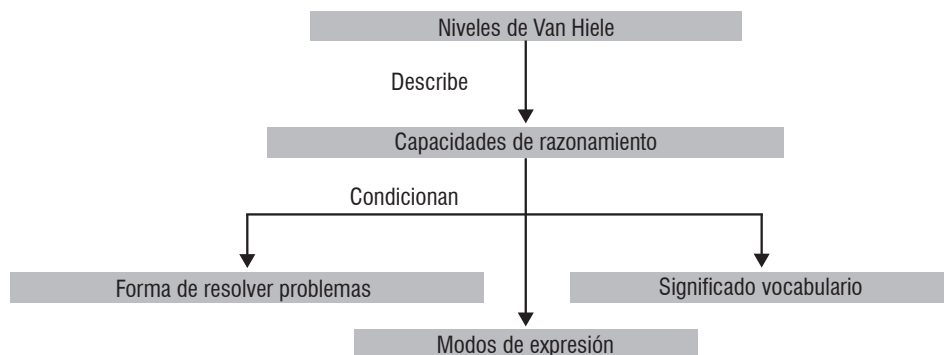 Niveles de Van Hiele
Describe
Capacidades de razonamiento
Condicionan
Forma de resolver problemas
Significado vocabulario
Modos de expresión